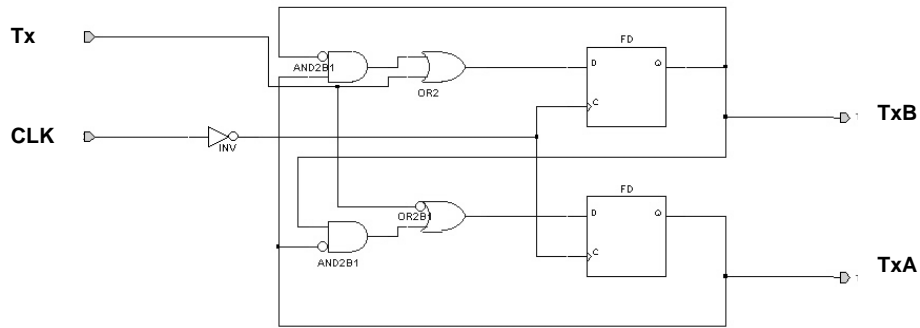 Tx
FD
AND2B1
OR2
D Q
C
TxB
CLK
INV
FD
OR2B1
D Q
C
AND2B1
TxA